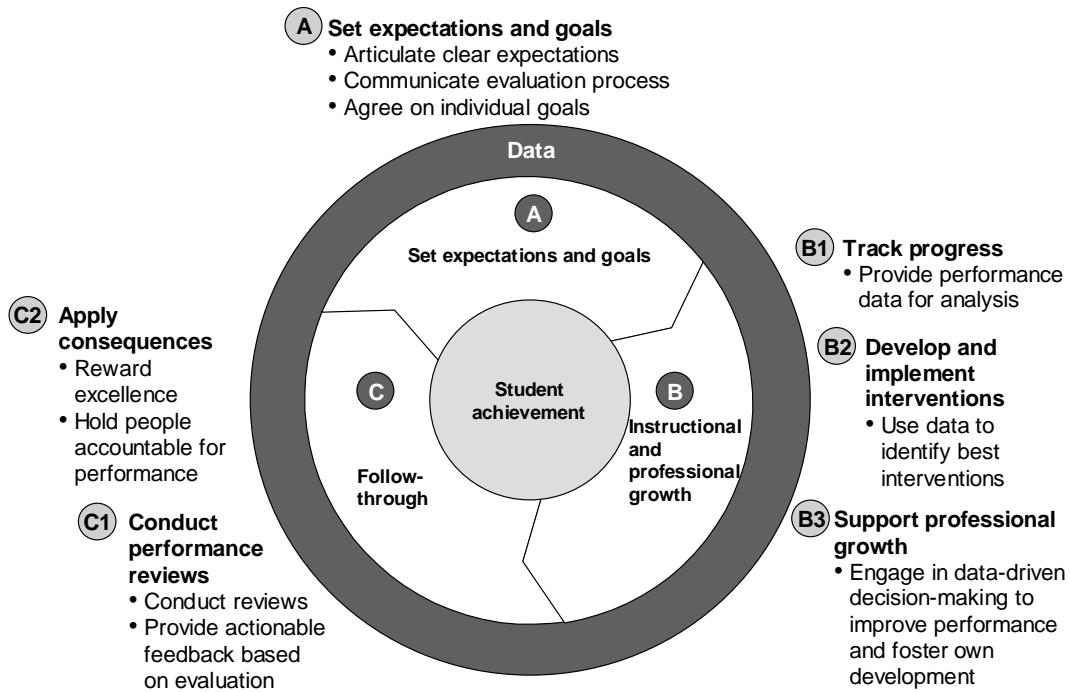 A Set expectations and goals
• Articulate clear expectations
• Communicate evaluation process
• Agree on individual goals
Data
A
Set expectations and goals
B1 Track progress
• Provide performance
data for analysis
B2 Develop and
implement
interventions
• Use data to
identify best
interventions
B3 Support professional
growth
• Engage in data-driven
decision-making to
improve performance
and foster own
development
B
Instructional
and
professional
growth
Student
achievement
C
Follow-
through
C1 Conduct
performance
reviews
• Conduct reviews
• Provide actionable
feedback based
on evaluation
C2 Apply
consequences
• Reward
excellence
• Hold people
accountable for
performance